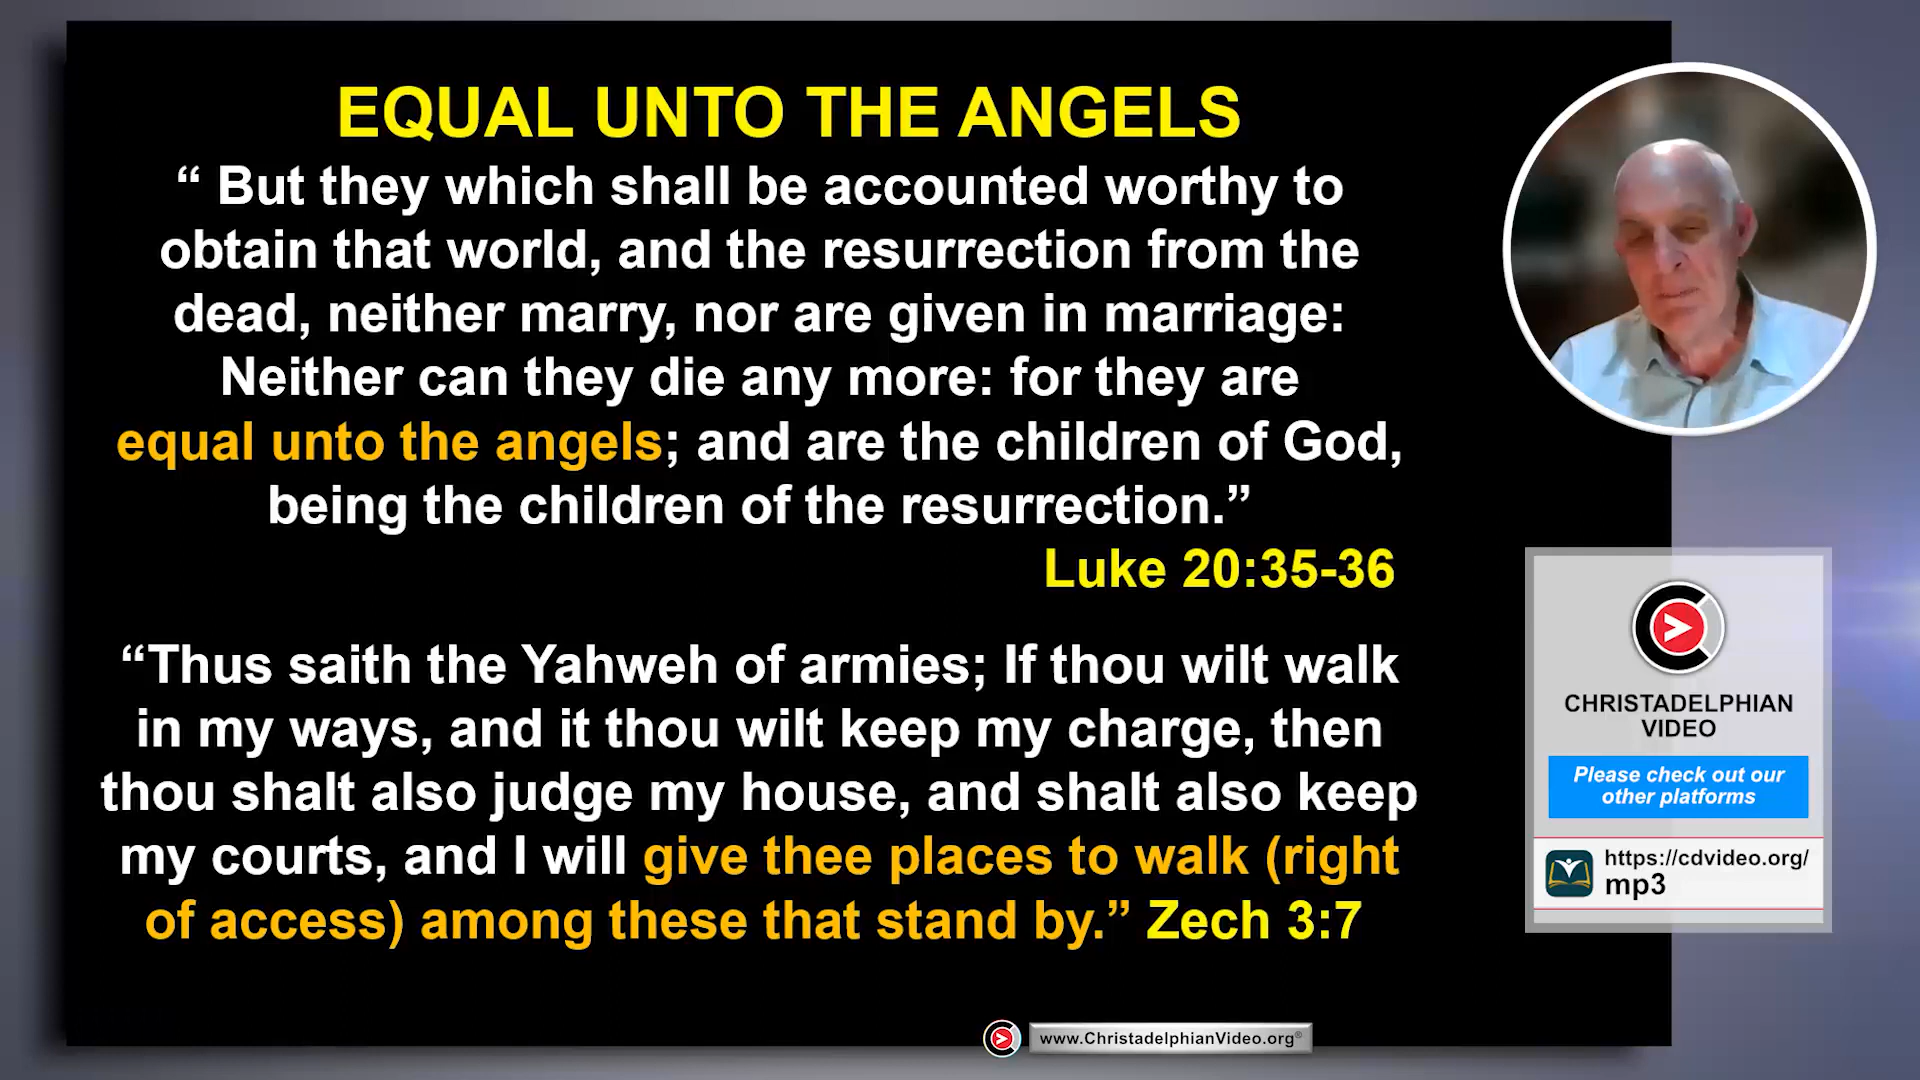 EQUAL UNTO THE ANGELS
“ But they which shall be accounted worthy to
obtain that world, and the resurrection from the
dead, neither marry, nor are given in marriage:
Neither can they die any more: for they are
equal unto the angels; and are the children of God,
being the children of the resurrection.”
Luke 20:35-36
“Thus saith the Yahweh of armies; If thou wilt walk
in my ways, and it thou wilt keep my charge, then
thou shalt also judge my house, and shalt also keep
my courts, and I will give thee places to walk (right
of access) among these that stand by.” Zech 3:7
CHRISTADELPHIAN
VIDEO
Please check out our
other platforms
https://cdvideo.org/
mp3
www.ChristadelphianVideo.org®